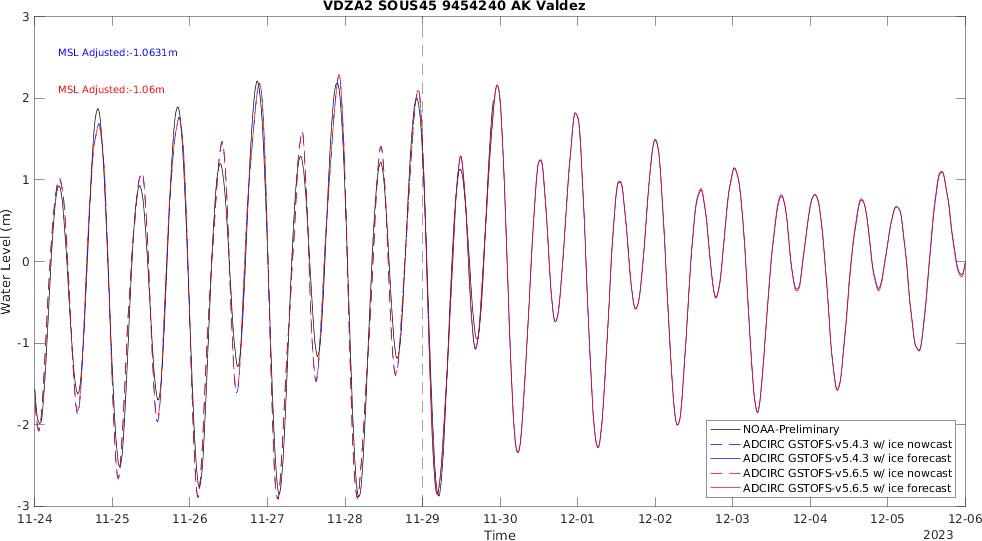 VDZA2 SOUS45 9454240 AK Valdez
MSL Adjusted:-1.0631m
MSL Adjusted:-1.06m
Water Level (m)
3
2
1
0
-1
-2
-3
NOAA-Preliminary
ADCIRC GSTOFS-v5.4.3 w/ ice nowcast
ADCIRC GSTOFS-v5.4.3 w/ ice forecast
ADCIRC GSTOFS-v5.6.5 w/ ice nowcast
ADCIRC GSTOFS-v5.6.5 w/ ice forecast
11-24 11-25 11-26 11-27 11-28 11-29 11-30 12-01 12-02 12-03 12-04 12-05 12-06
Time
2023